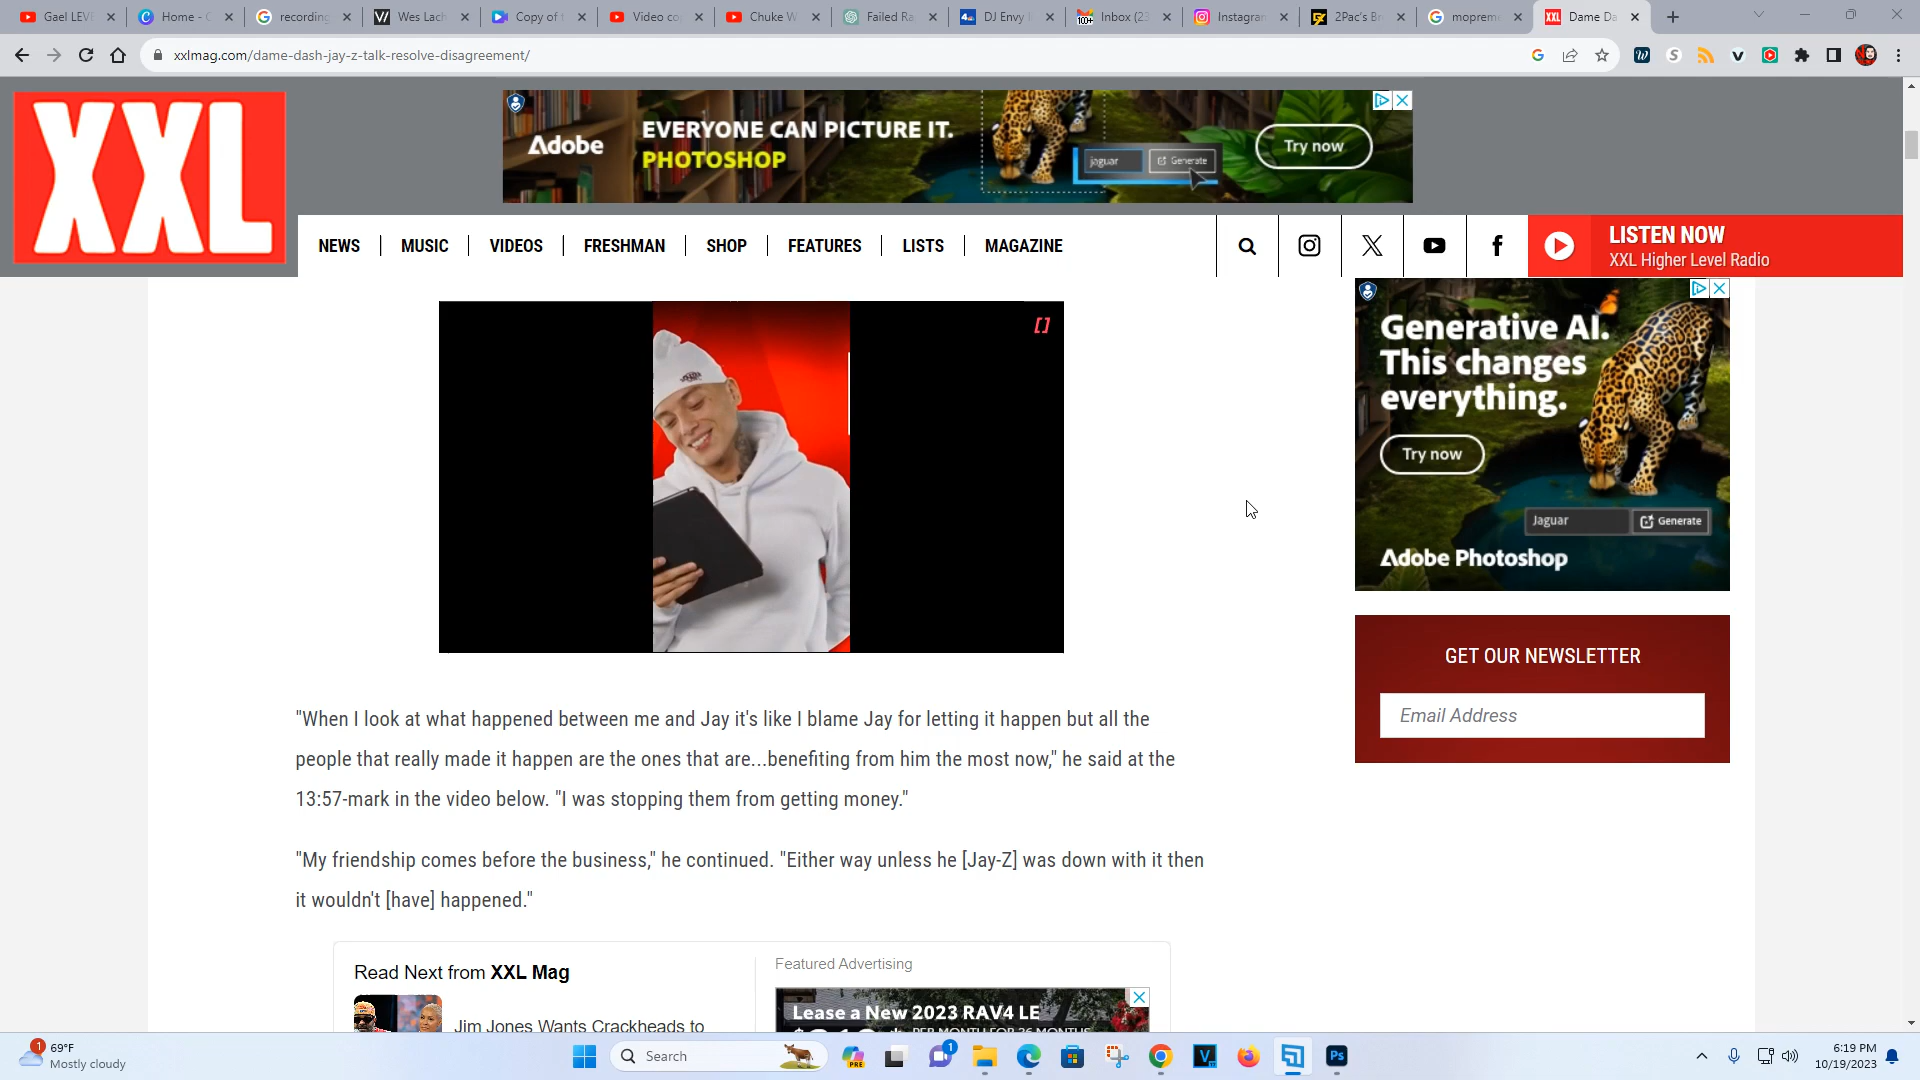 Gael LEVE
Home - C
recording
Wes Lach
Copy of t
Video co
Chuke W
Failed Ra
DJ Envy I
Inbox (23
Instagram
2Pac's Br
mopreme
XXL Dame Da
xxlmag.com/dame-dash-jay-z-talk-resolve-disagreement/
XXL
Adobe
EVERYONE CAN PICTURE IT.
PHOTOSHOP
jaguar
Generate
Try now
NEWS
MUSIC
VIDEOS
FRESHMAN
SHOP
FEATURES
LISTS
MAGAZINE
LISTEN NOW
XXL Higher Level Radio
Generative AI.
This changes
everything.
Try now
Jaguar
Generate
Adobe Photoshop
GET OUR NEWSLETTER
Email Address
"When I look at what happened between me and Jay it's like I blame Jay for letting it happen but all the
people that really made it happen are the ones that are...benefiting from him the most now," he said at the
13:57-mark in the video below. "I was stopping them from getting money."
"My friendship comes before the business," he continued. "Either way unless he [Jay-Z] was down with it then
it wouldn't [have] happened."
Read Next from XXL Mag
Jim Jones Wants Crackheads to
Featured Advertising
Lease a New 2023 RAV4 LE
PER MONTH FOR 36 MONTHS
1
69°F
Mostly cloudy
Search
PRE
1
V
Ps
6:19 PM
10/19/2023